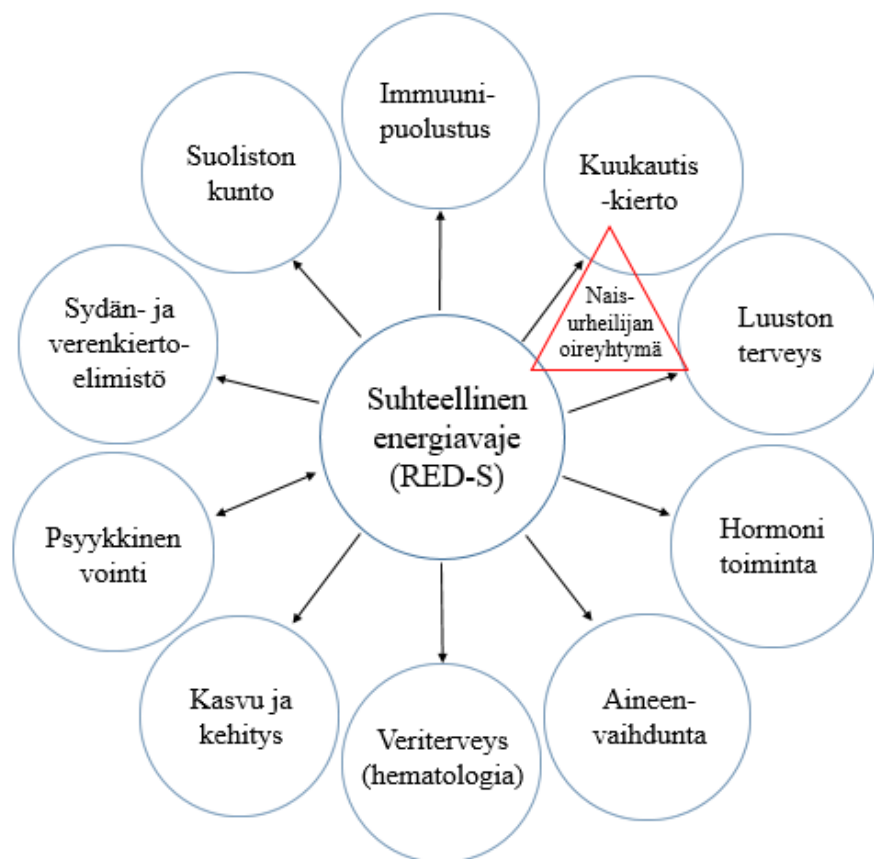 Immuuni-
puolustus
Kuukautis
-kierto
Luuston
terveys
Hormoni
toiminta
Aineen-
vaihdunta
Veriterveys
(hematologia)
Kasvu ja
kehitys
Psyykkinen
vointi
Sydän- ja
verenkierto-
elimistö
Suoliston
kunto
Nais-
urheilijan
oireyhtymä
Suhteellinen
energiavaje
(RED-S)